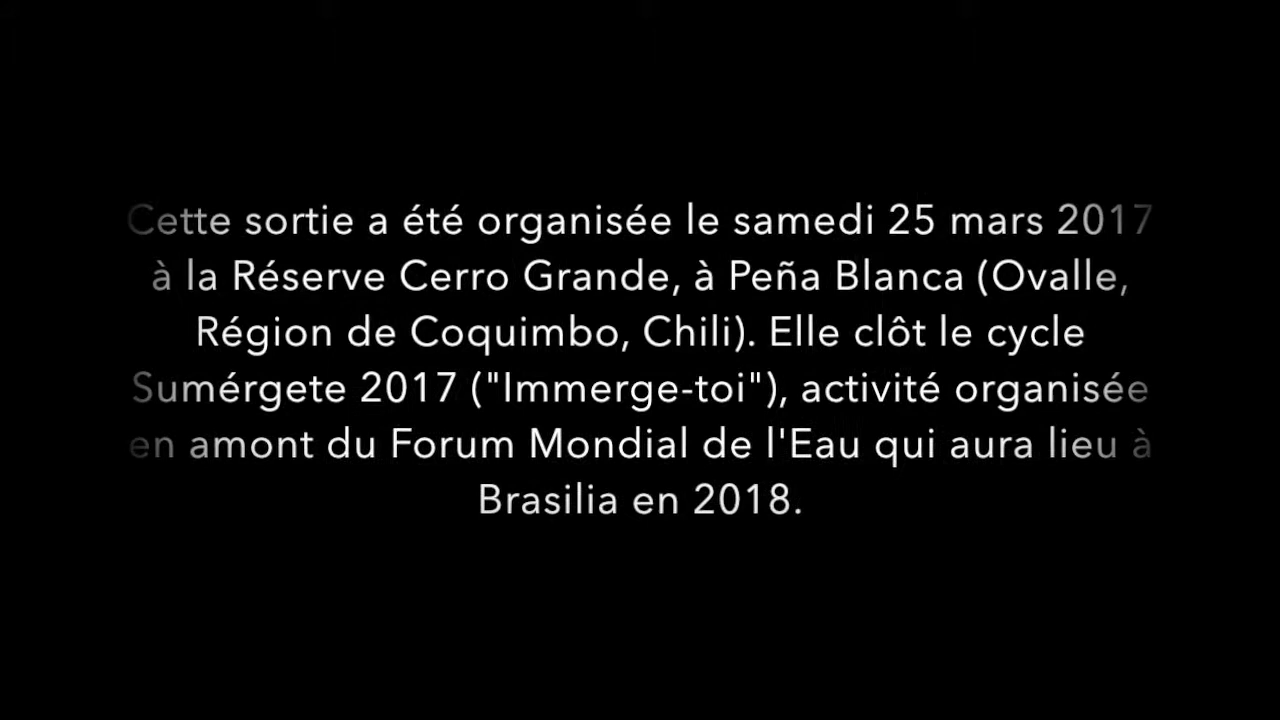 Cette sortie a été organisée le samedi 25 mars 2017
à la Réserve Cerro Grande, à Peña Blanca (Ovalle,
Région de Coquimbo, Chili). Elle clôt le cycle
Sumérgete 2017 ("Immerge-toi"), activité organisée
en amont du Forum Mondial de l'Eau qui aura lieu à
Brasilia en 2018.